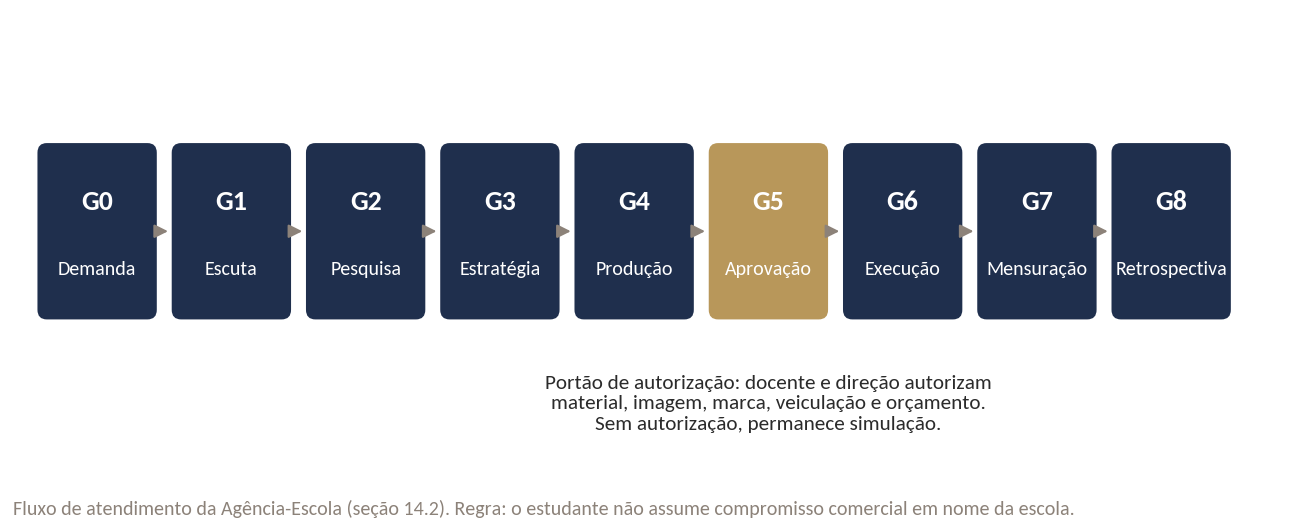 G0
Demanda
G1
Escuta
G2
Pesquisa
G3
Estratégia
G4
Produção
G5
Aprovação
G6
Execução
G7
Mensuração
G8
Retrospectiva
Portão de autorização: docente e direção autorizam
material, imagem, marca, veiculação e orçamento.
Sem autorização, permanece simulação.
Fluxo de atendimento da Agência-Escola (seção 14.2). Regra: o estudante não assume compromisso comercial em nome da escola.